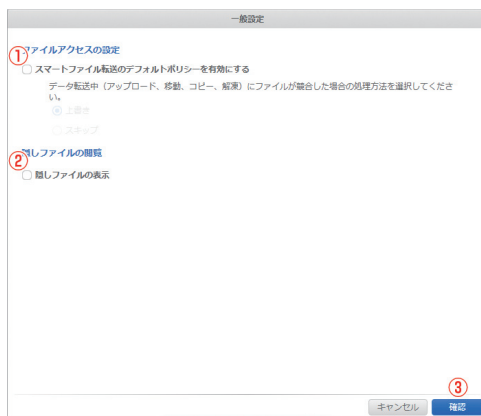 一般設定
① ファイルアクセスの設定
スマートファイル転送のデフォルトポリシーを有効にする
データ転送中（アップロード、移動、コピー、解凍）にファイルが競合した場合の処理方法を選択してくださ
い。
上書き
スキップ
② 隠しファイルの閲覧
隠しファイルの表示
③
キャンセル 確認